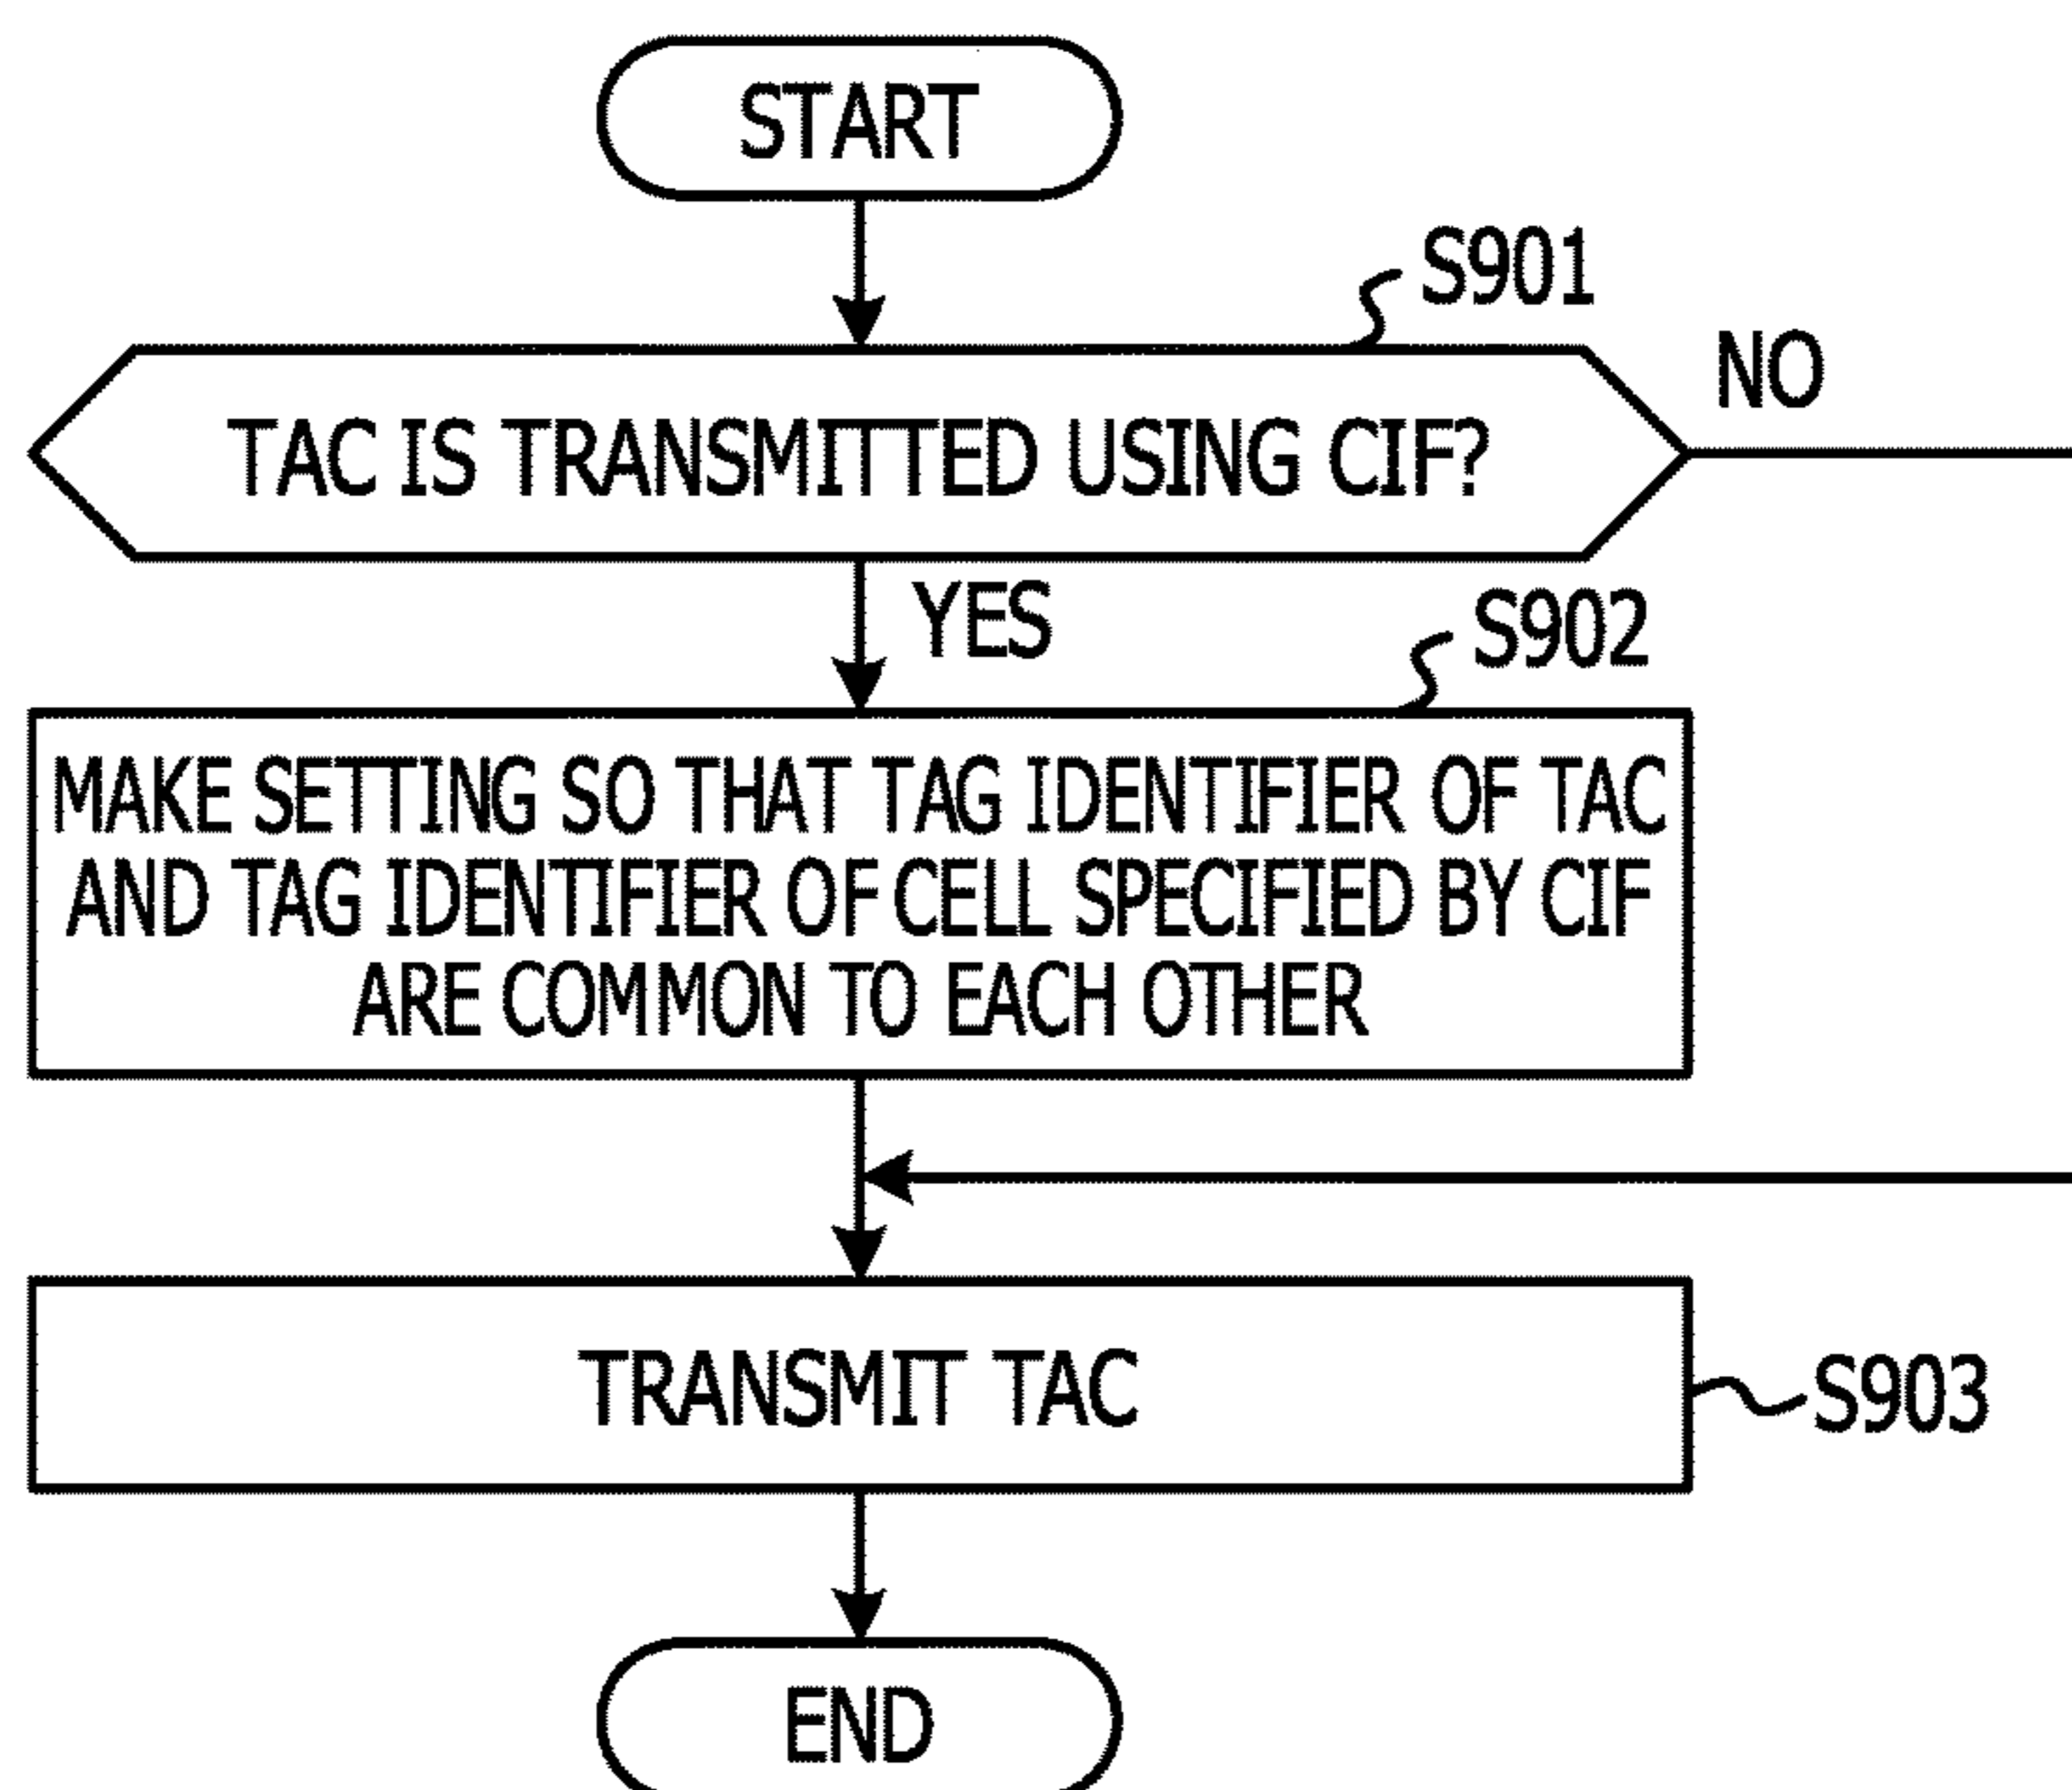 START
S901
NO
TAC IS TRANSMITTED USING CIF?
YES
S902
MAKE SETTING SO THAT TAG IDENTIFIER OF TAC
AND TAG IDENTIFIER OF CELL SPECIFIED BY CIF
ARE COMMON TO EACH OTHER
TRANSMIT TAC
S903
END